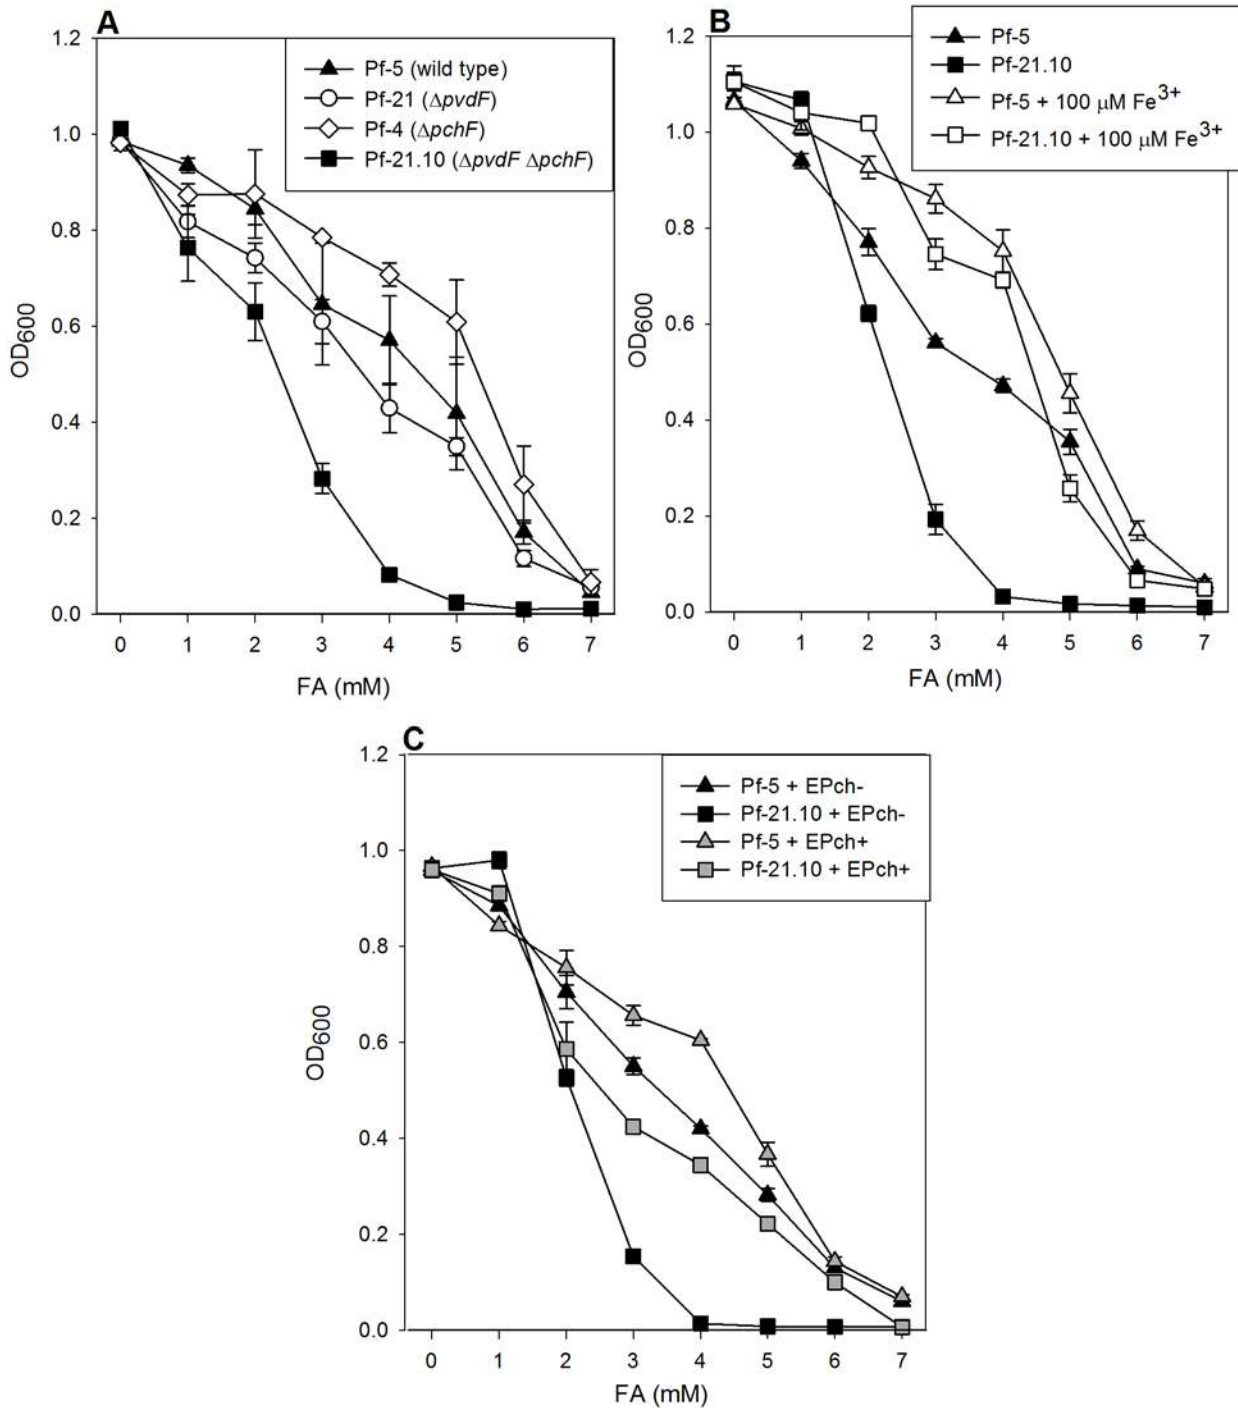 A
1.2
1.0
0.8
0.6
0.4
0.2
0.0
OD600
Pf-5 (wild type)
Pf-21 (ΔpvdF)
Pf-4 (ΔpchF)
Pf-21.10 (ΔpvdF ΔpchF)
0 1 2 3 4 5 6 7
FA (mM)
B
1.2
1.0
0.8
0.6
0.4
0.2
0.0
OD600
Pf-5
Pf-21.10
Pf-5 + 100 μM Fe3+
Pf-21.10 + 100 μM Fe3+
0 1 2 3 4 5 6 7
FA (mM)
C
1.2
1.0
0.8
0.6
0.4
0.2
0.0
OD600
Pf-5 + EPch-
Pf-21.10 + EPch-
Pf-5 + EPch+
Pf-21.10 + EPch+
0 1 2 3 4 5 6 7
FA (mM)